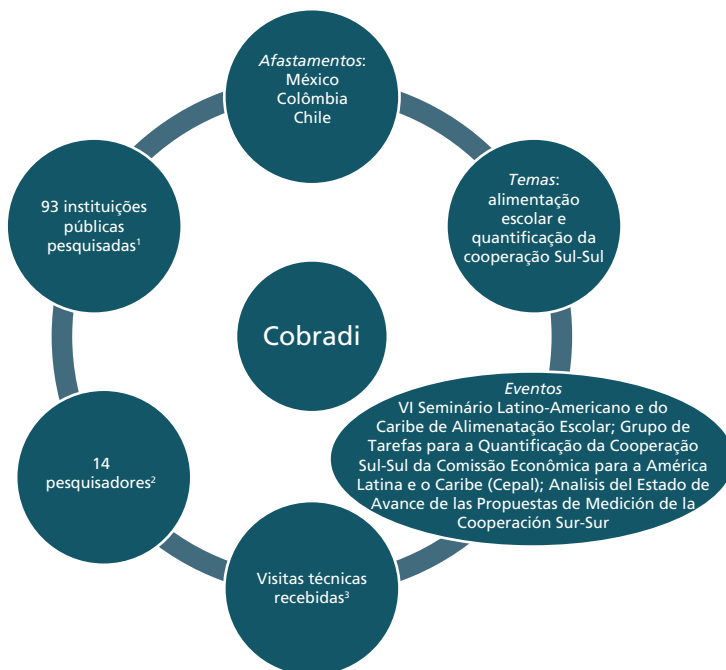 Afastamentos:
México
Colômbia
Chile
Temas:
alimentação
escolar e
quantificação da
cooperação Sul-Sul
Eventos
VI Seminário Latino-Americano e do
Caribe de Alimenatação Escolar; Grupo de
Tarefas para a Quantificação da Cooperação
Sul-Sul da Comissão Econômica para a América
Latina e o Caribe (Cepal); Analisis del Estado de
Avance de las Propuestas de Medición de la
Cooperación Sur-Sur
Visitas técnicas
recebidas³
14
pesquisadores²
93 instituições
públicas
pesquisadas¹
Cobradi